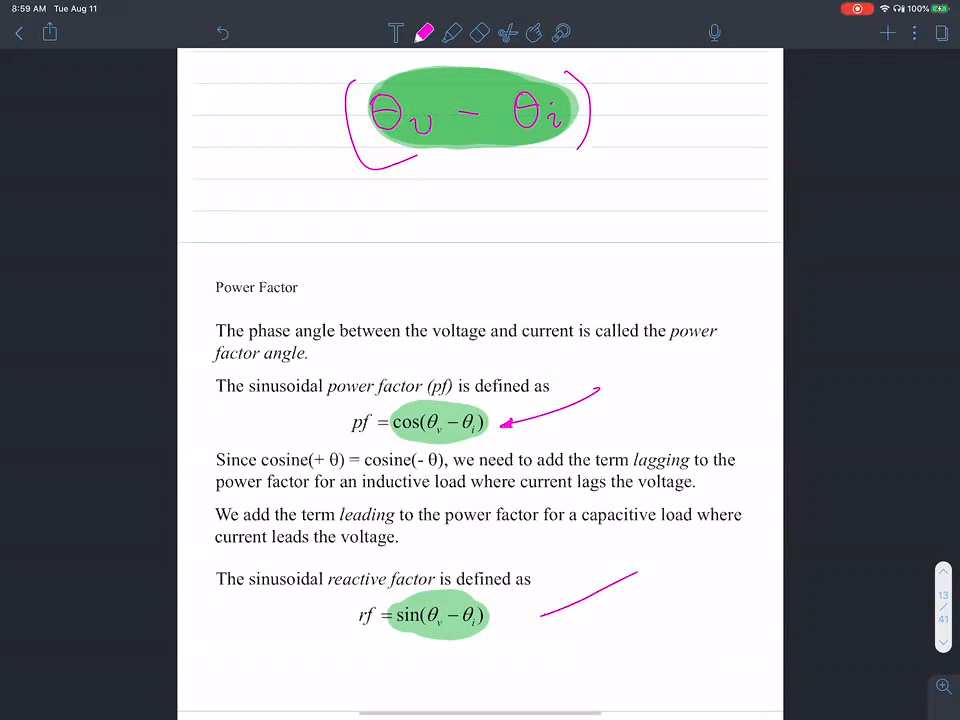 8:59 AM Tue Aug 11
100%
θv - θi
Power Factor
The phase angle between the voltage and current is called the power
factor angle.
The sinusoidal power factor (pf) is defined as
pf = cos(θv − θi)
Since cosine(+ θ) = cosine(- θ), we need to add the term lagging to the
power factor for an inductive load where current lags the voltage.
We add the term leading to the power factor for a capacitive load where
current leads the voltage.
The sinusoidal reactive factor is defined as
rf = sin(θv − θi)
13
/
41